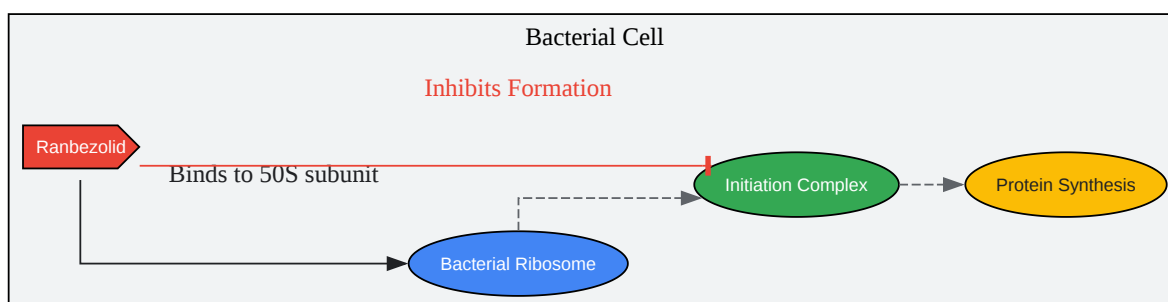 Bacterial Cell
Inhibits Formation
Ranbezolid
Binds to 50S subunit
Initiation Complex
Protein Synthesis
Bacterial Ribosome